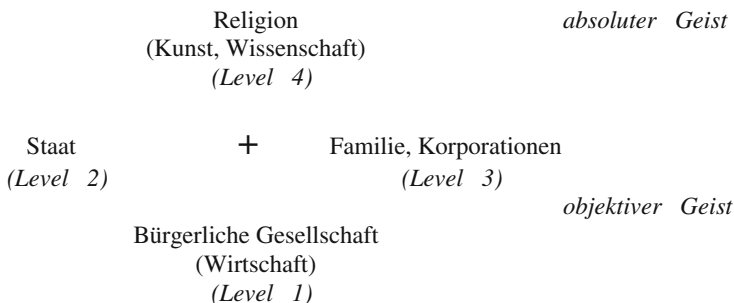 Religion absoluter Geist
(Kunst, Wissenschaft)
(Level 4)
Staat + Familie, Korporationen
(Level 2) (Level 3)
objektiver Geist
Bürgerliche Gesellschaft
(Wirtschaft)
(Level 1)